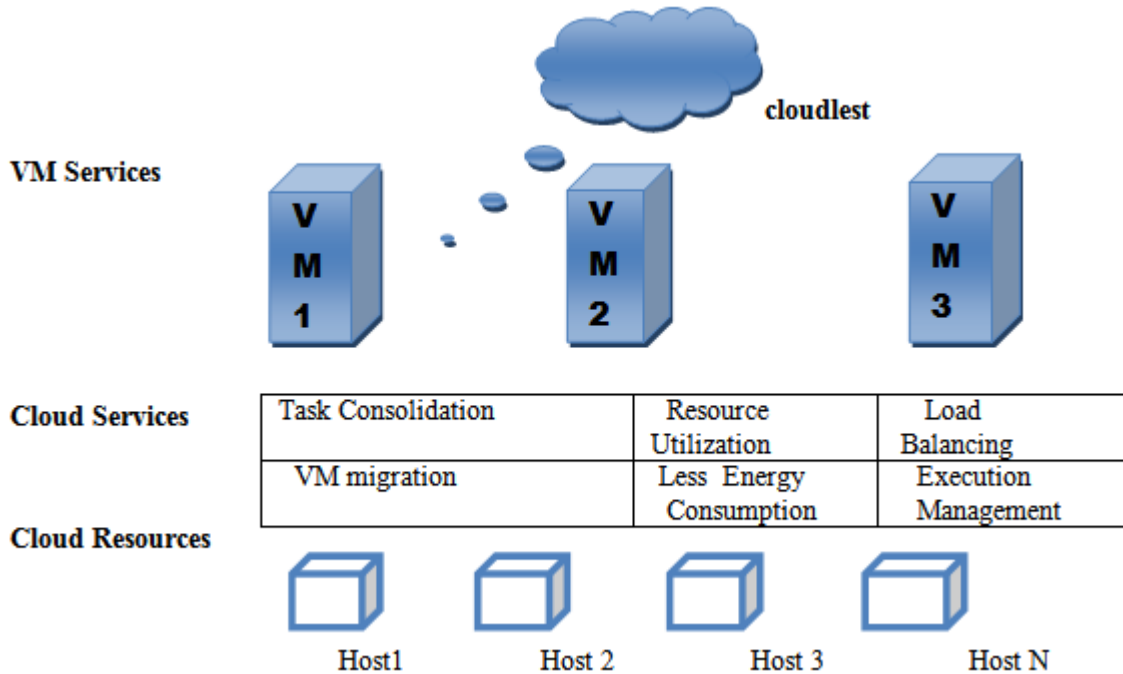 cloudlest
VM Services
V
M
1
V
M
2
V
M
3
Cloud Services
Task Consolidation
Resource
Utilization
Load
Balancing
VM migration
Less Energy
Consumption
Execution
Management
Cloud Resources
Host1
Host 2
Host 3
Host N